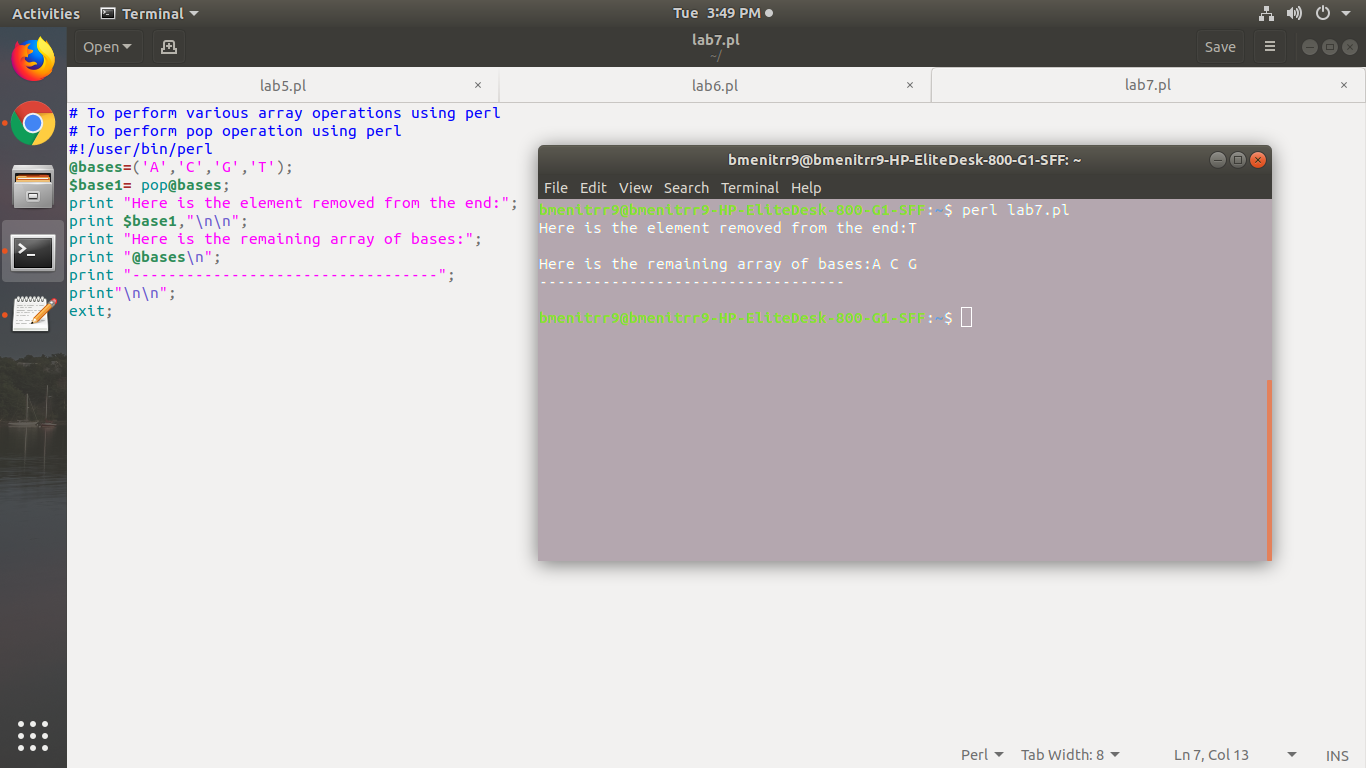 Activities
Terminal
Tue 3:49 PM
Open
lab7.pl
~/
Save
lab5.pl
lab6.pl
lab7.pl
# To perform various array operations using perl
# To perform pop operation using perl
#!/user/bin/perl
@bases=('A','C','G','T');
$base1= pop@bases;
print "Here is the element removed from the end:";
print $base1,"\n\n";
print "Here is the remaining array of bases:";
print "@bases\n";
print "----------------------------------";
print"\n\n";
exit;
bmenitrr9@bmenitrr9-HP-EliteDesk-800-G1-SFF: ~
File Edit View Search Terminal Help
bmenitrr9@bmenitrr9-HP-EliteDesk-800-G1-SFF:~$ perl lab7.pl
Here is the element removed from the end:T
Here is the remaining array of bases:A C G
----------------------------------
bmenitrr9@bmenitrr9-HP-EliteDesk-800-G1-SFF:~$
Perl Tab Width: 8 Ln 7, Col 13 INS